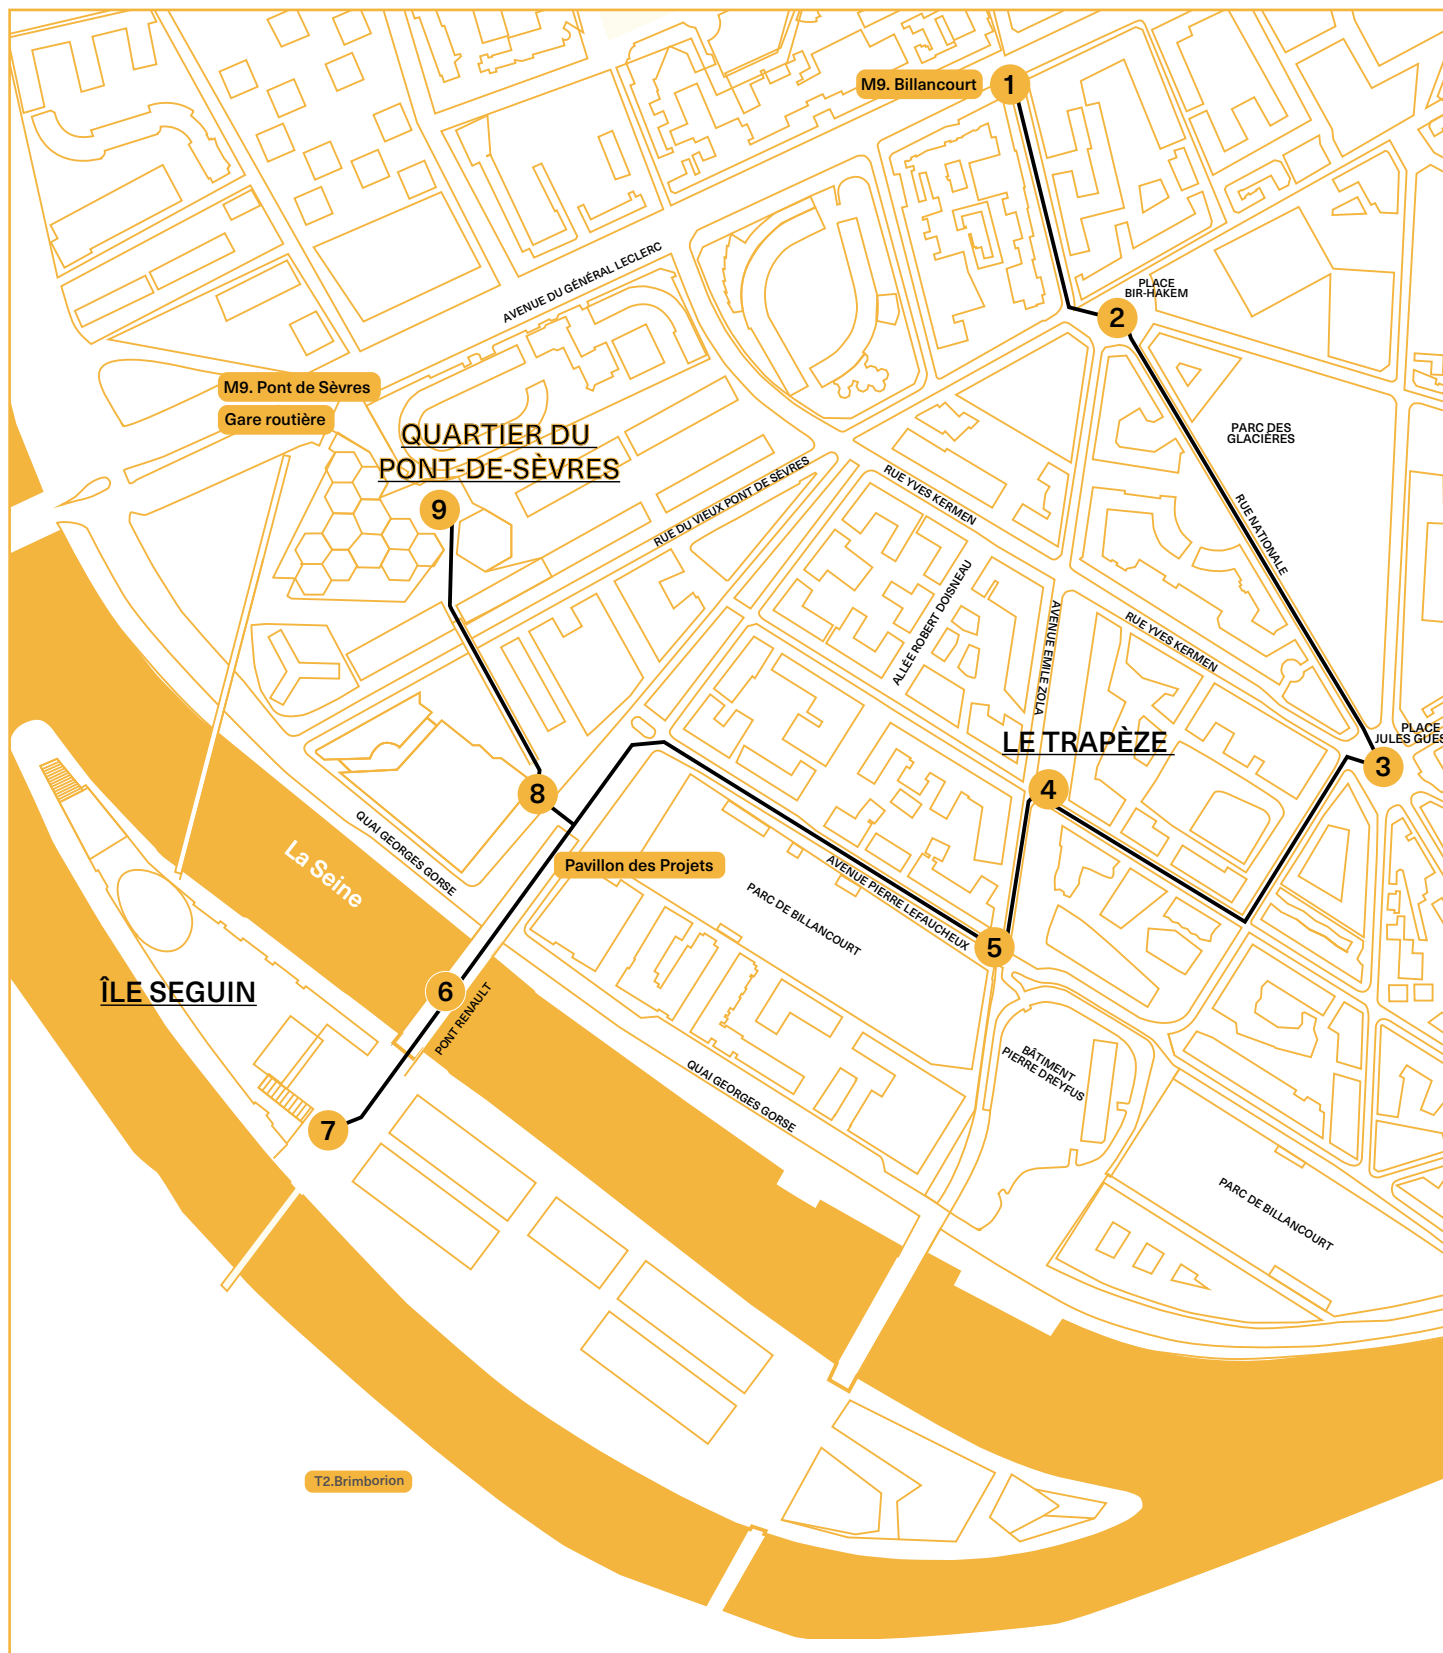 M9. Billancourt
1
AVENUE DU GÉNÉRAL LECLERC
PLACE
BIR-HAKEM
2
M9. Pont de Sèvres
Gare routière
QUARTIER DU
PONT-DE-SÈVRES
9
PARC DES
GLACIÈRES
RUE YVES KERMEN
RUE DU VIEUX PONT DE SÈVRES
RUE NATIONALE
ALLÉE ROBERT DOISNEAU
AVENUE EMILE ZOLA
RUE YVES KERMEN
LE TRAPÈZE
PLACE
JULES GUES
3
4
8
QUAI GEORGES GORSE
La Seine
Pavillon des Projets
AVENUE PIERRE LEFAUCHEUX
PARC DE BILLANCOURT
5
ÎLE SEGUIN
6
PONT RENAULT
BÂTIMENT
PIERRE DREYFUS
QUAI GEORGES GORSE
7
PARC DE BILLANCOURT
T2.Brimborion